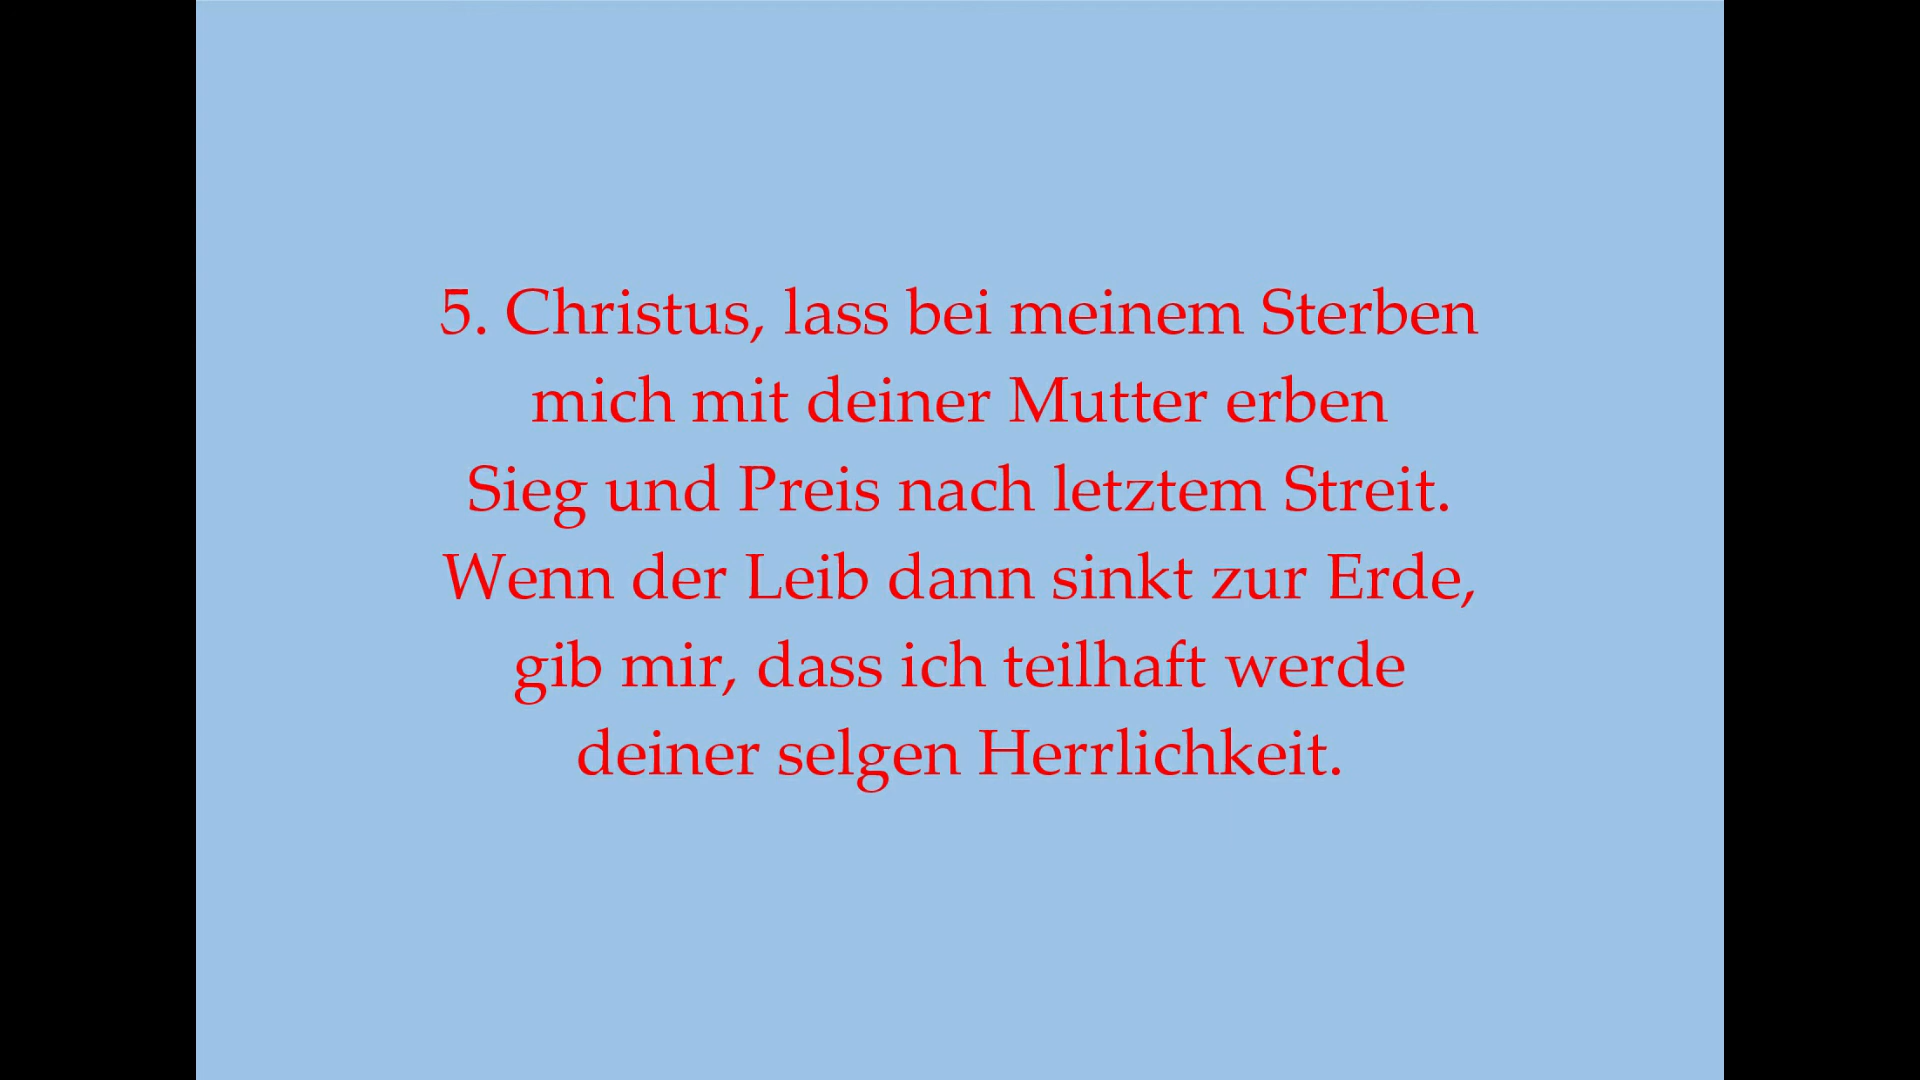 5. Christus, lass bei meinem Sterben
mich mit deiner Mutter erben
Sieg und Preis nach letztem Streit.
Wenn der Leib dann sinkt zur Erde,
gib mir, dass ich teilhaft werde
deiner selgen Herrlichkeit.